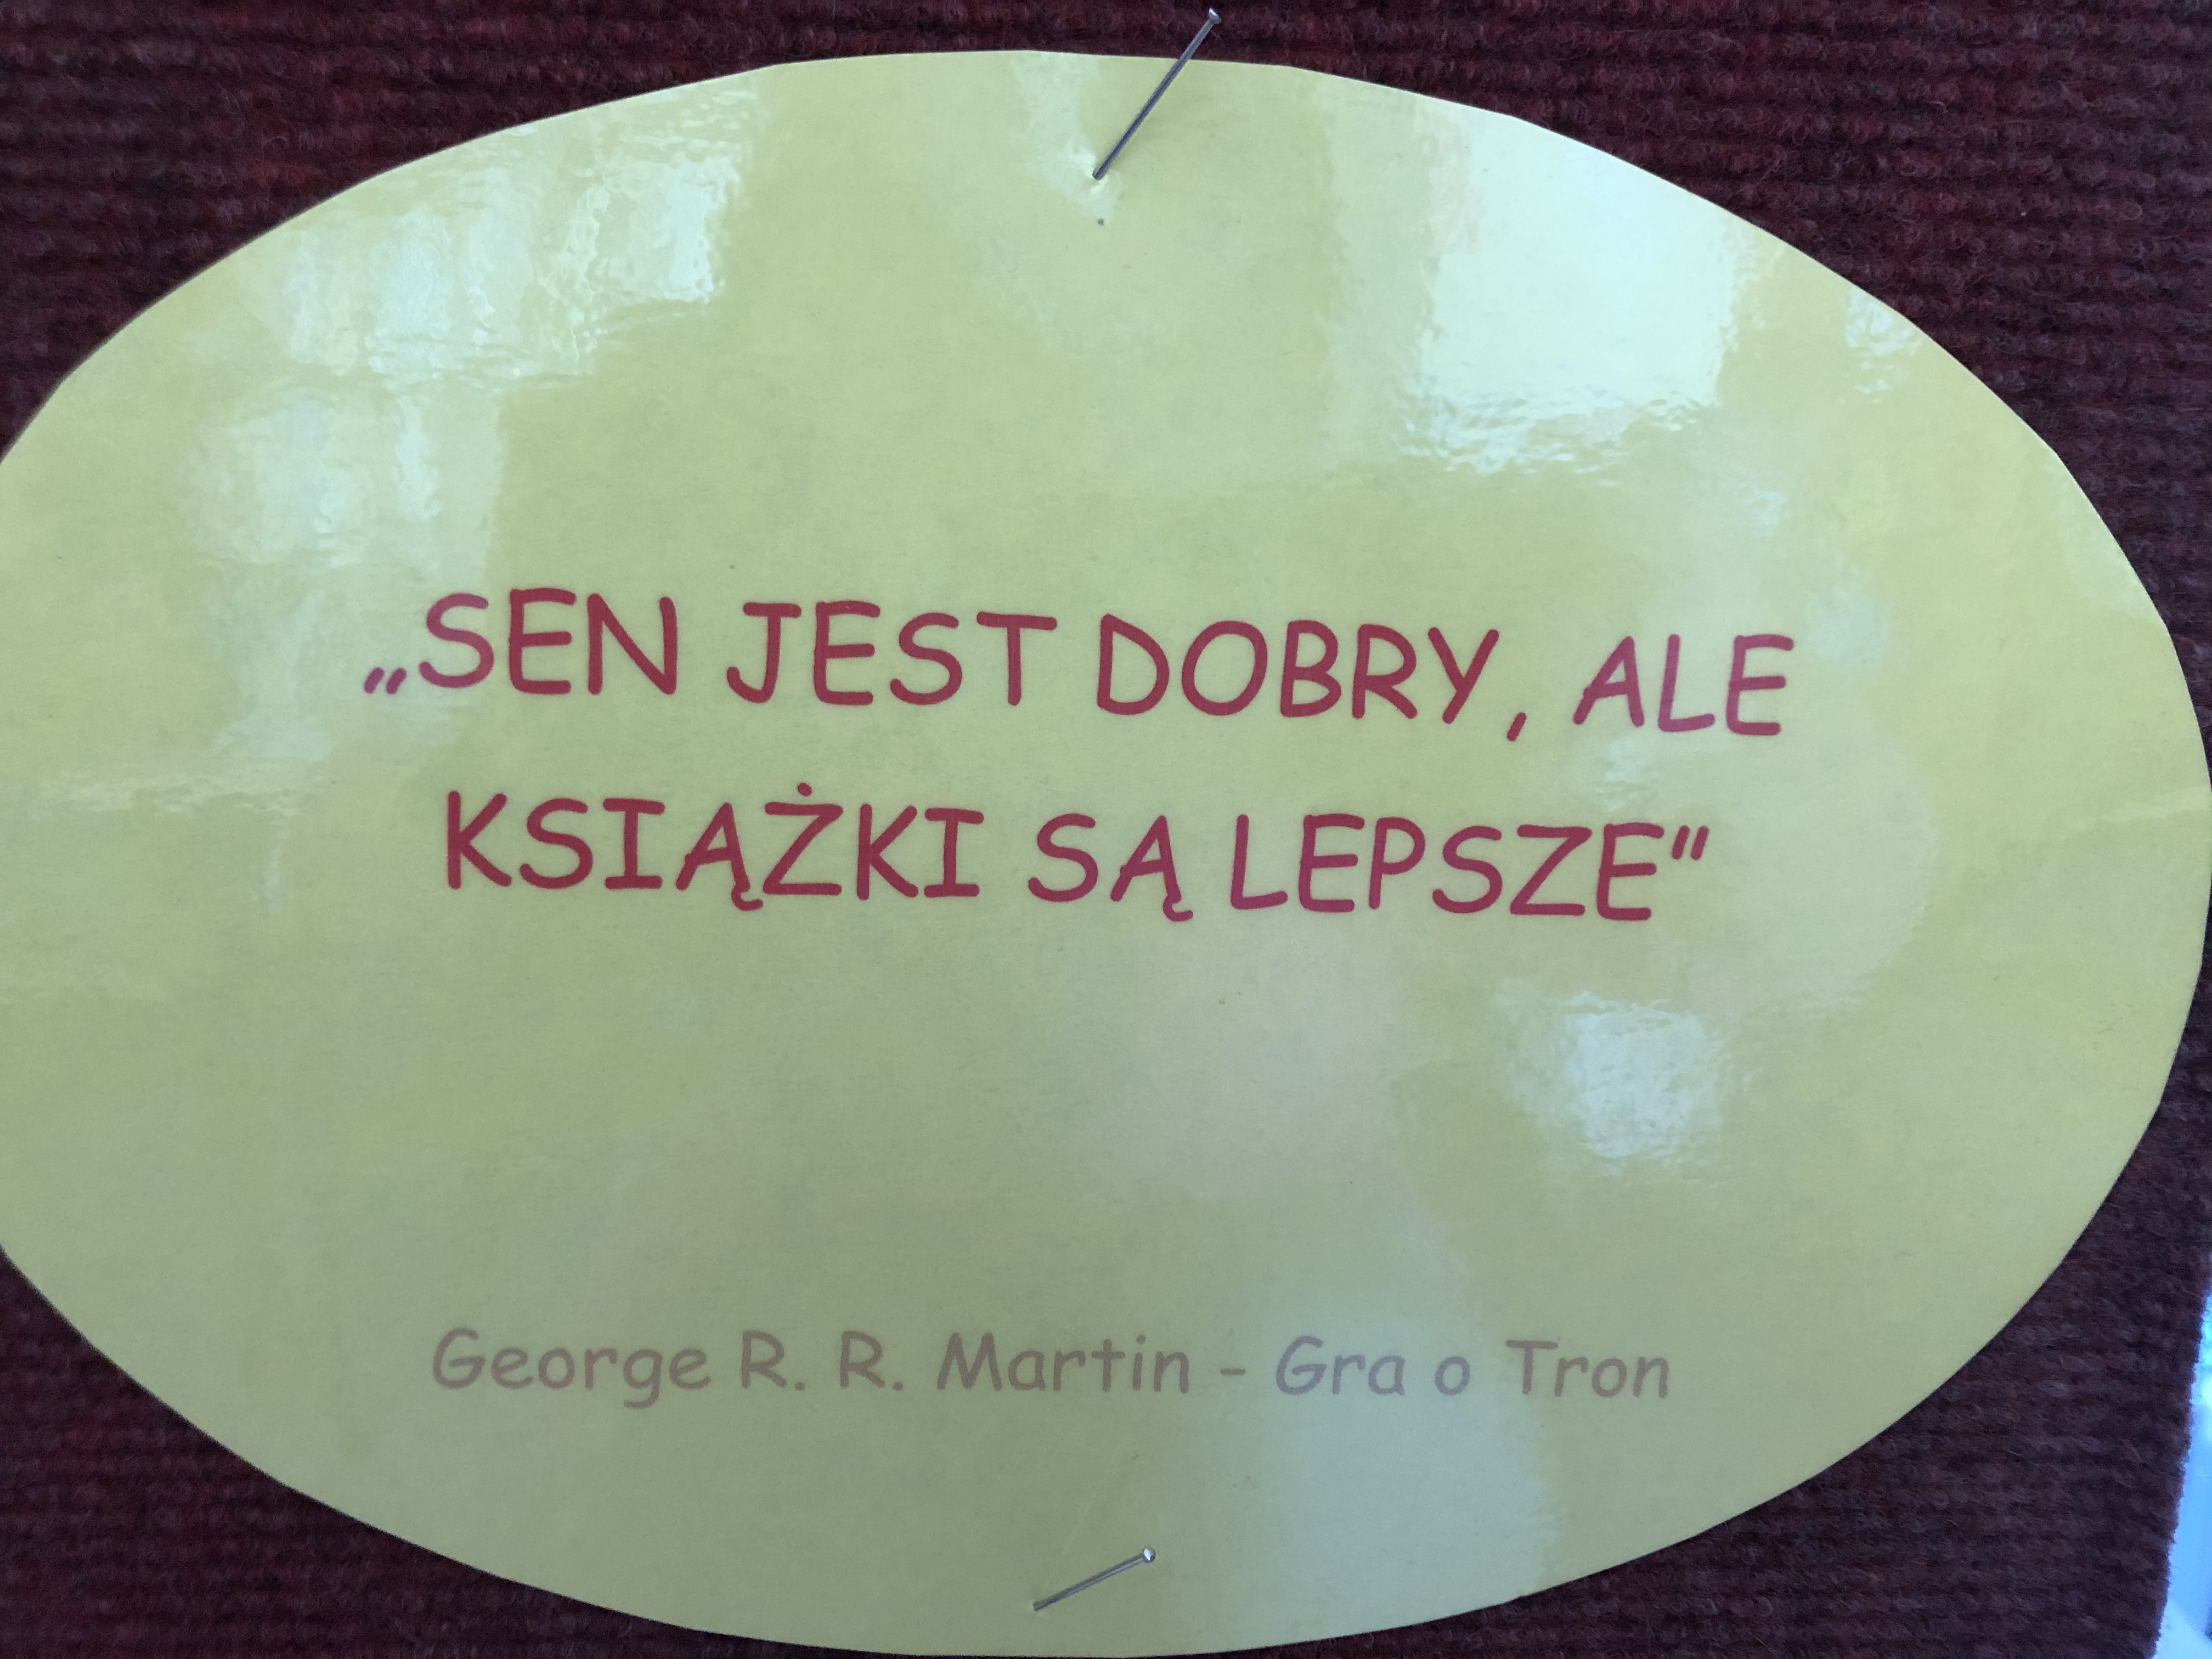 „SEN JEST DOBRY, ALE
KSIĄŻKI SĄ LEPSZE”
George R. R. Martin - Gra o Tron